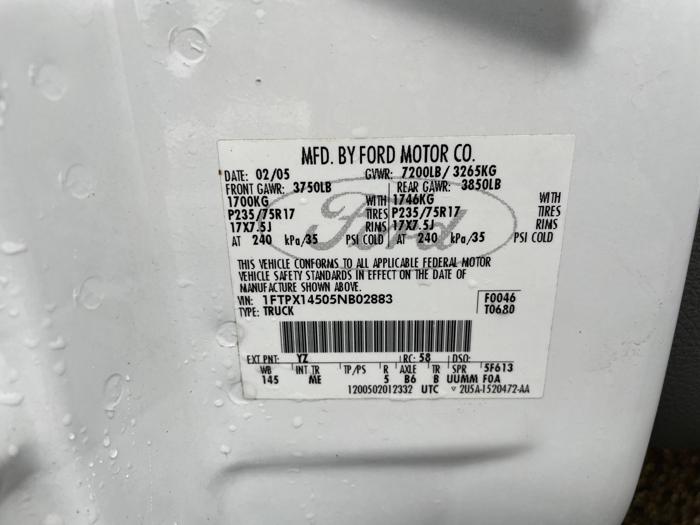 MFD. BY FORD MOTOR CO.
DATE: 02/05 GVWR: 7200LB/ 3265KG
FRONT GAWR: 3750LB REAR GAWR: 3850LB
1700KG WITH 1746KG WITH
P235/75R17 TIRES P235/75R17 TIRES
17X7.5J RIMS 17X7.5J RIMS
AT 240 kPa/35 PSI COLD AT 240 kPa/35 PSI COLD
Ford
THIS VEHICLE CONFORMS TO ALL APPLICABLE FEDERAL MOTOR
VEHICLE SAFETY STANDARDS IN EFFECT ON THE DATE OF
MANUFACTURE SHOWN ABOVE.
VIN: 1FTPX14505NB02883 F0046
TYPE: TRUCK T0680
EXT PNT: YZ RC: 58 DSO:
WB INT TR TP/PS R AXLE TR SPR 5F613
145 ME 5 B6 B UUMM F0A
1200502012332 UTC 2U5A-1520472-AA